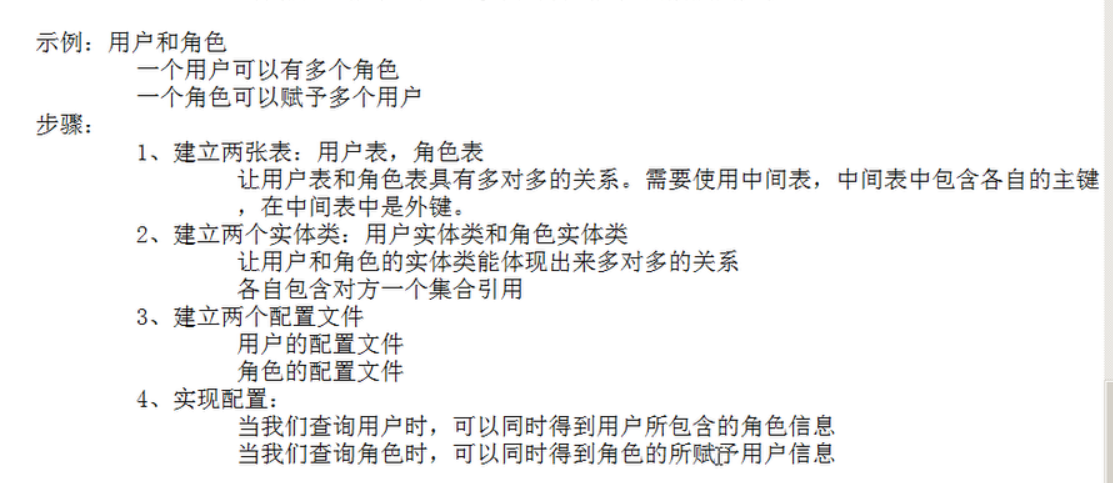 示例：用户和角色
一个用户可以有多个角色
一个角色可以赋予多个用户
步骤：
1、建立两张表：用户表，角色表
让用户表和角色表具有多对多的关系。需要使用中间表，中间表中包含各自的主键
，在中间表中是外键。
2、建立两个实体类：用户实体类和角色实体类
让用户和角色的实体类能体现出来多对多的关系
各自包含对方一个集合引用
3、建立两个配置文件
用户的配置文件
角色的配置文件
4、实现配置：
当我们查询用户时，可以同时得到用户所包含的角色信息
当我们查询角色时，可以同时得到角色的所赋予用户信息